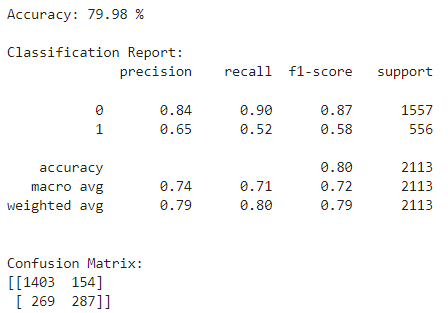 Accuracy: 79.98 %
Classification Report:
precision recall f1-score support
0 0.84 0.90 0.87 1557
1 0.65 0.52 0.58 556
accuracy 0.80 2113
macro avg 0.74 0.71 0.72 2113
weighted avg 0.79 0.80 0.79 2113
Confusion Matrix:
[[1403 154]
[ 269 287]]